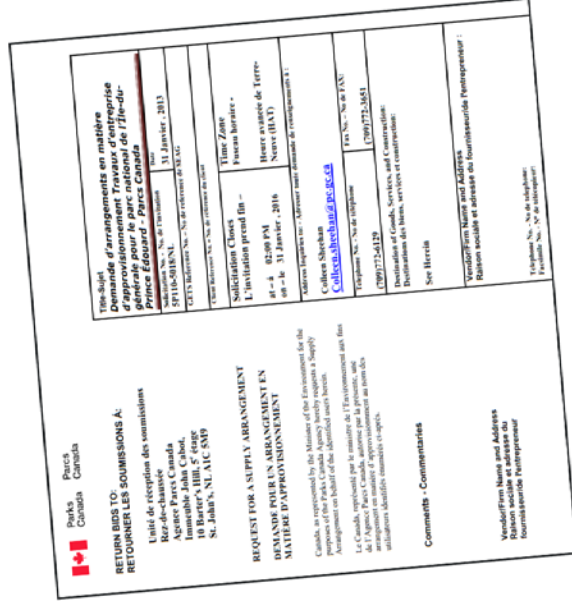 Parks Canada
Parcs Canada
RETURN BIDS TO:
RETOURNER LES SOUMISSIONS À:
Unité de réception des soumissions
Rez-de-chaussée
Agence Parcs Canada
Immeuble John Cabot,
10 Barter's Hill, 5e étage
St. John's, NL A1C 5M9
REQUEST FOR A SUPPLY ARRANGEMENT
DEMANDE POUR UN ARRANGEMENT EN
MATIÈRE D'APPROVISIONNEMENT
Canada, as represented by the Minister of the Environment for the
purposes of the Parks Canada Agency hereby requests a Supply
Arrangement on behalf of the identified users herein.
Le Canada, représenté par le ministre de l'Environnement aux fins
de l'Agence Parcs Canada, autorise par la présente, une
arrangement en matière d'approvisionnement au nom des
utilisateurs identifiés énumérés ci-après.
Comments - Commentaries
Vendor/Firm Name and Address
Raison sociale et adresse du
fournisseur/de l'entrepreneur
Title-Sujet
Demande d'arrangements en matière
d'approvisionnement Travaux d'entreprise
générale pour le parc national de l'Île-du-
Prince Édouard - Parcs Canada
Solicitation No. – No. de l'invitation
5P110-5018/NL
Date
31 Janvier , 2013
GETS Reference No. – No. de reference de SEAG
Client Reference No. – No. de référence du client
Solicitation Closes
L'invitation prend fin –
at – à 02:00 PM
on – le 31 Janvier , 2016
Time Zone
Fuseau horaire -
Heure avancée de Terre-
Neuve (HAT)
Address Inquiries to: - Adresser toute demande de renseignements à :
Colleen Sheehan
Colleen.sheehan@pc.gc.ca
Telephone No. – No de téléphone
(709)772-6129
Fax No. – No de FAX:
(709)772-3651
Destination of Goods, Services, and Construction:
Destinations des biens, services et construction:
See Herein
Vendor/Firm Name and Address
Raison sociale et adresse du fournisseur/de l'entrepreneur :
Telephone No. - No de telephone:
Facsimile No. - N° de télécopieur: